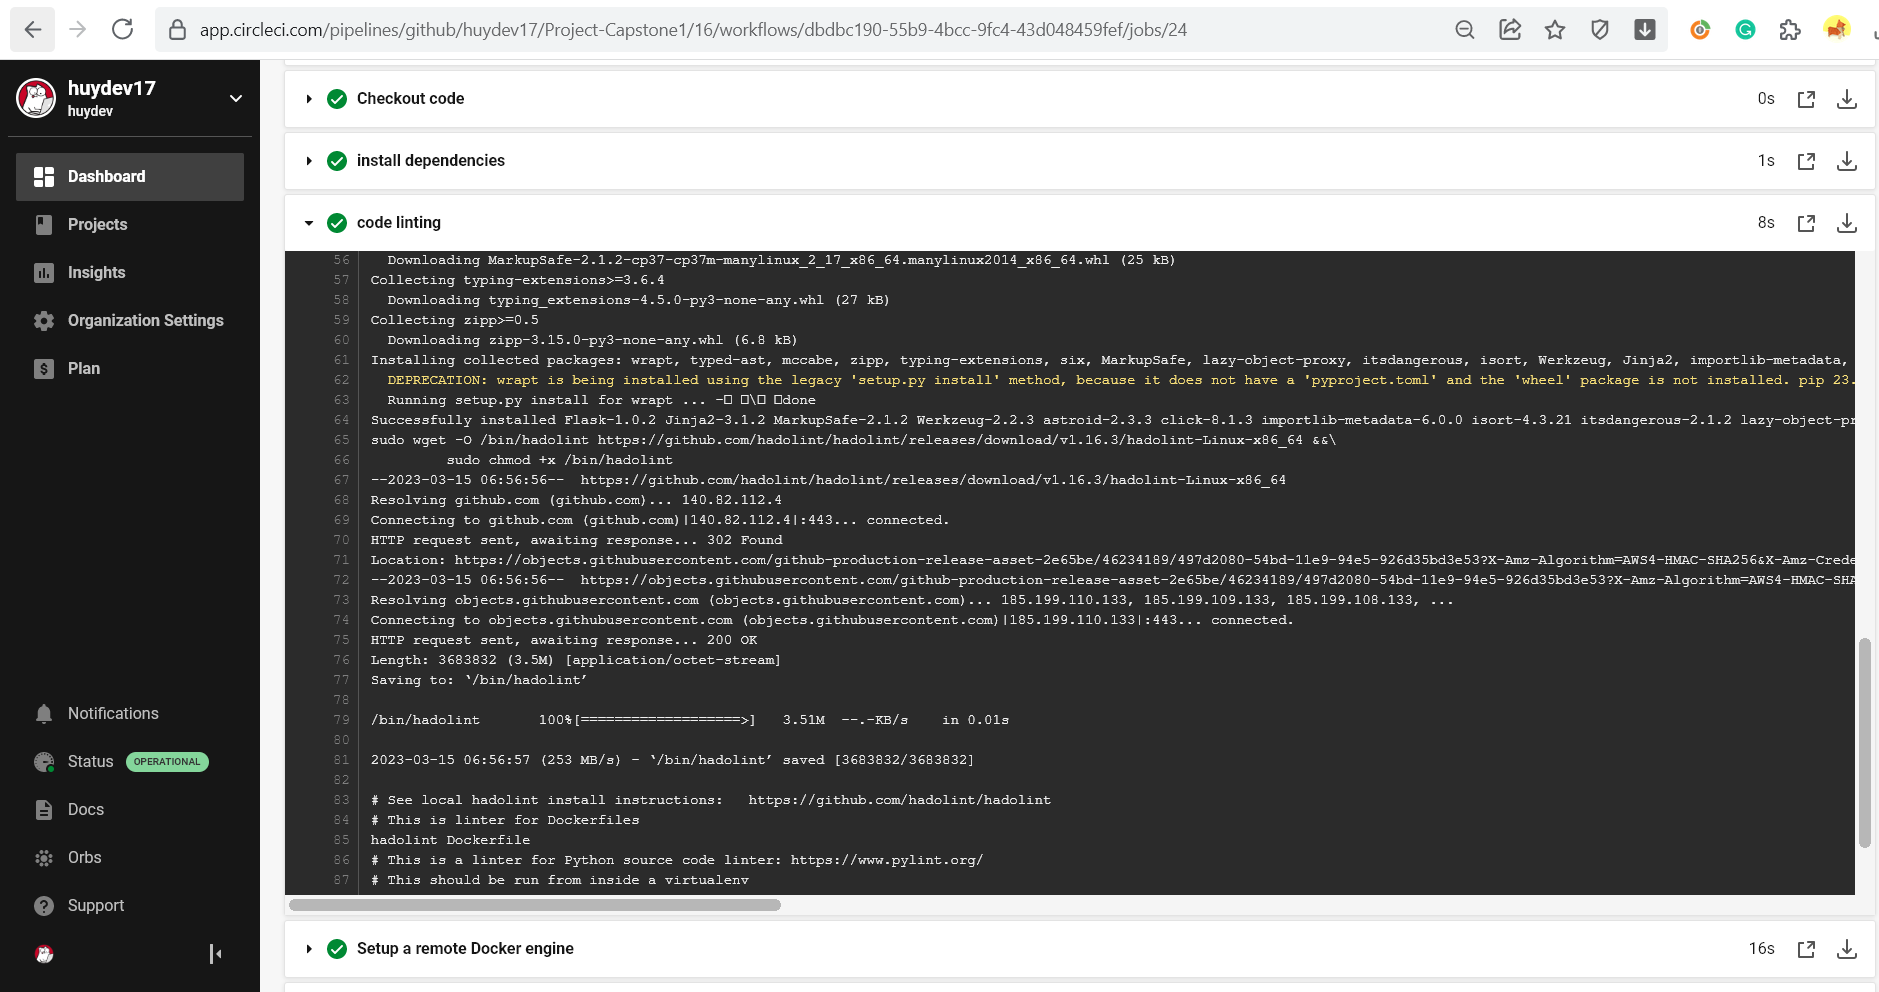 app.circleci.com/pipelines/github/huydev17/Project-Capstone1/16/workflows/dbdbc190-55b9-4bcc-9fc4-43d048459fef/jobs/24
huydev17
huydev
Dashboard
Projects
Insights
Organization Settings
Plan
Notifications
Status OPERATIONAL
Docs
Orbs
Support
Checkout code 0s
install dependencies 1s
code linting 8s
56 Downloading MarkupSafe-2.1.2-cp37-cp37m-manylinux_2_17_x86_64.manylinux2014_x86_64.whl (25 kB)
57 Collecting typing-extensions>=3.6.4
58 Downloading typing_extensions-4.5.0-py3-none-any.whl (27 kB)
59 Collecting zipp>=0.5
60 Downloading zipp-3.15.0-py3-none-any.whl (6.8 kB)
61 Installing collected packages: wrapt, typed-ast, mccabe, zipp, typing-extensions, six, MarkupSafe, lazy-object-proxy, itsdangerous, isort, Werkzeug, Jinja2, importlib-metadata,
62 DEPRECATION: wrapt is being installed using the legacy 'setup.py install' method, because it does not have a 'pyproject.toml' and the 'wheel' package is not installed. pip 23.
63 Running setup.py install for wrapt ... -□ □\□ □done
64 Successfully installed Flask-1.0.2 Jinja2-3.1.2 MarkupSafe-2.1.2 Werkzeug-2.2.3 astroid-2.3.3 click-8.1.3 importlib-metadata-6.0.0 isort-4.3.21 itsdangerous-2.1.2 lazy-object-pr
65 sudo wget -O /bin/hadolint https://github.com/hadolint/hadolint/releases/download/v1.16.3/hadolint-Linux-x86_64 &&\
66 sudo chmod +x /bin/hadolint
67 --2023-03-15 06:56:56-- https://github.com/hadolint/hadolint/releases/download/v1.16.3/hadolint-Linux-x86_64
68 Resolving github.com (github.com)... 140.82.112.4
69 Connecting to github.com (github.com)|140.82.112.4|:443... connected.
70 HTTP request sent, awaiting response... 302 Found
71 Location: https://objects.githubusercontent.com/github-production-release-asset-2e65be/46234189/497d2080-54bd-11e9-94e5-926d35bd3e53?X-Amz-Algorithm=AWS4-HMAC-SHA256&X-Amz-Crede
72 --2023-03-15 06:56:56-- https://objects.githubusercontent.com/github-production-release-asset-2e65be/46234189/497d2080-54bd-11e9-94e5-926d35bd3e53?X-Amz-Algorithm=AWS4-HMAC-SHA
73 Resolving objects.githubusercontent.com (objects.githubusercontent.com)... 185.199.110.133, 185.199.109.133, 185.199.108.133, ...
74 Connecting to objects.githubusercontent.com (objects.githubusercontent.com)|185.199.110.133|:443... connected.
75 HTTP request sent, awaiting response... 200 OK
76 Length: 3683832 (3.5M) [application/octet-stream]
77 Saving to: ‘/bin/hadolint’
78
79 /bin/hadolint 100%[===================>] 3.51M --.-KB/s in 0.01s
80
81 2023-03-15 06:56:57 (253 MB/s) - ‘/bin/hadolint’ saved [3683832/3683832]
82
83 # See local hadolint install instructions: https://github.com/hadolint/hadolint
84 # This is linter for Dockerfiles
85 hadolint Dockerfile
86 # This is a linter for Python source code linter: https://www.pylint.org/
87 # This should be run from inside a virtualenv
Setup a remote Docker engine 16s